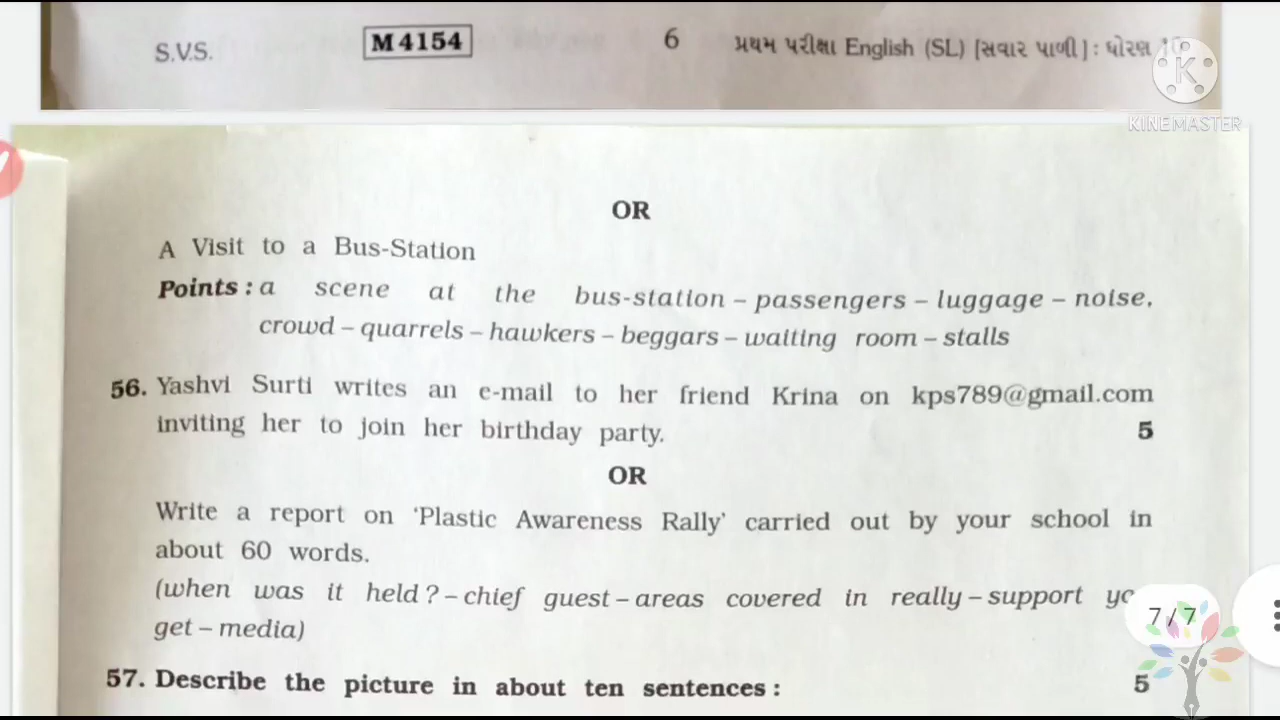 S.V.S. M 4154 6 પ્રથમ પરીક્ષા English (SL) [સવાર પાળી] : ધોરણ
KINEMASTER
OR
A Visit to a Bus-Station
Points : a scene at the bus-station – passengers – luggage – noise,
crowd – quarrels – hawkers – beggars – waiting room – stalls
56. Yashvi Surti writes an e-mail to her friend Krina on kps789@gmail.com
inviting her to join her birthday party. 5
OR
Write a report on ‘Plastic Awareness Rally’ carried out by your school in
about 60 words.
(when was it held ? – chief guest – areas covered in really – support
get – media)
7/7
57. Describe the picture in about ten sentences : 5